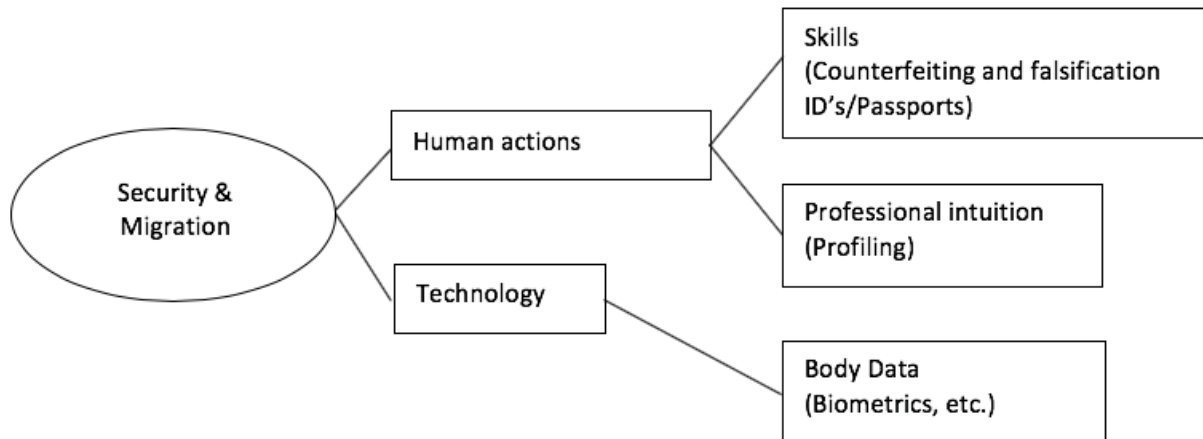 Security &
Migration
Human actions
Technology
Skills
(Counterfeiting and falsification
ID's/Passports)
Professional intuition
(Profiling)
Body Data
(Biometrics, etc.)